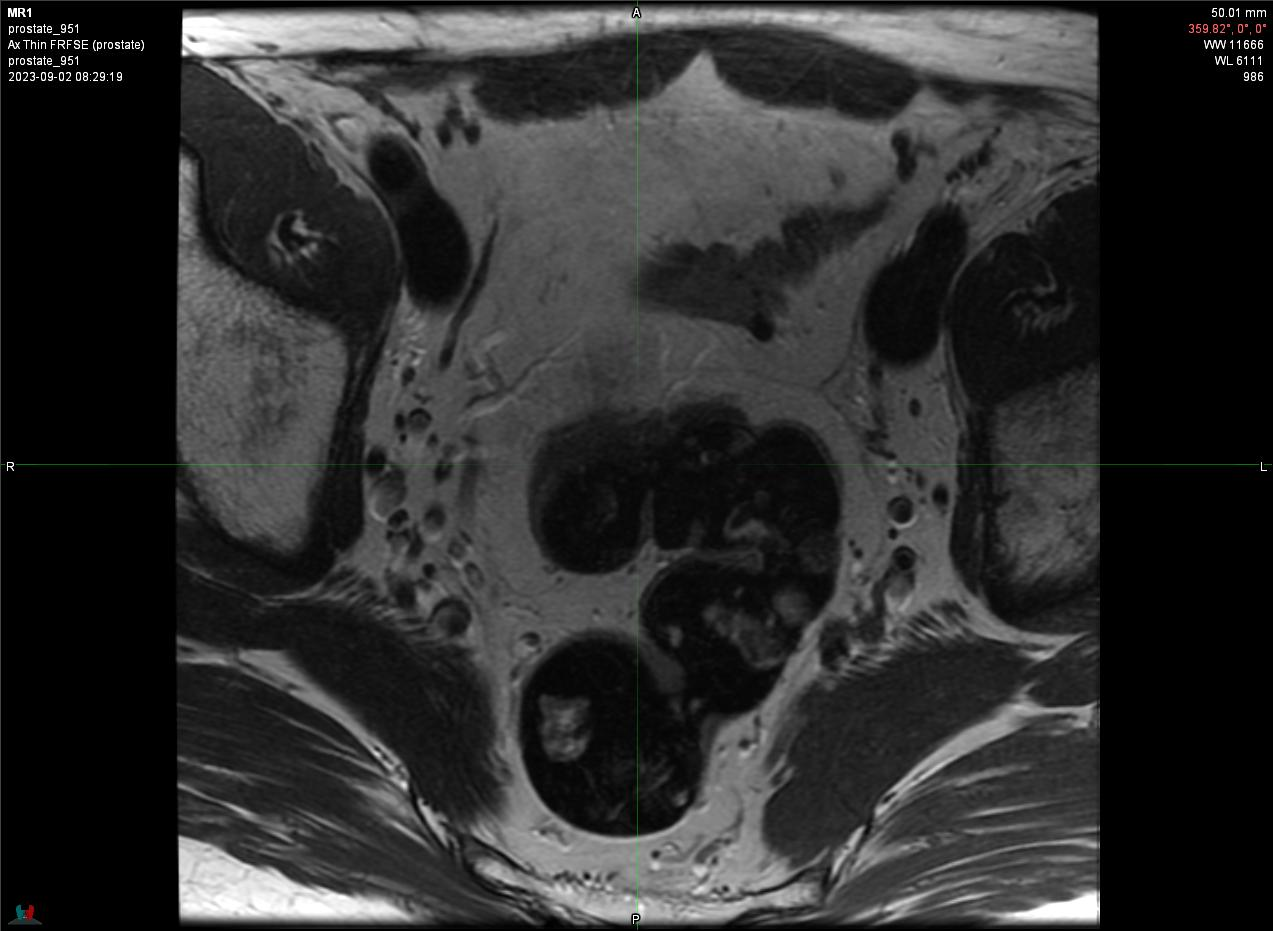 MR1
prostate_951
Ax Thin FRFSE (prostate)
prostate_951
2023-09-02 08:29:19
50.01 mm
359.82°, 0°, 0°
WW 11666
WL 6111
986
A
R
L
P